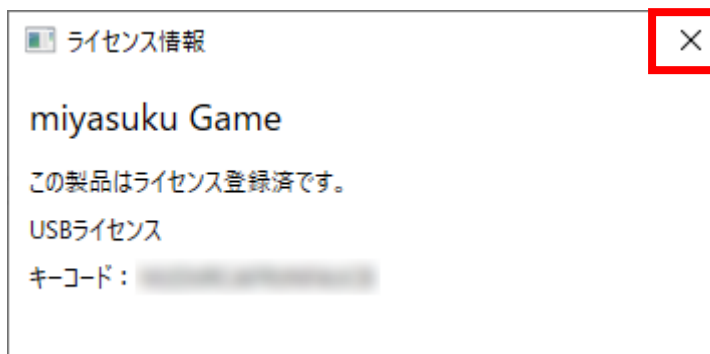 ライセンス情報
miyasuku Game
この製品はライセンス登録済です。
USBライセンス
キーコード：